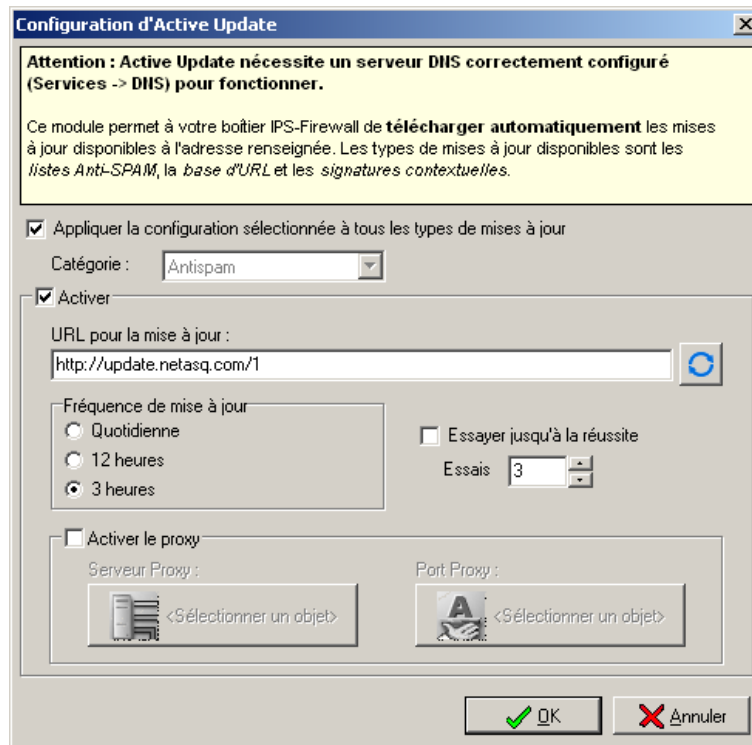 Configuration d'Active Update
Attention : Active Update nécessite un serveur DNS correctement configuré
(Services -> DNS) pour fonctionner.
Ce module permet à votre boîtier IPS-Firewall de télécharger automatiquement les mises
à jour disponibles à l'adresse renseignée. Les types de mises à jour disponibles sont les
listes Anti-SPAM, la base d'URL et les signatures contextuelles.
Appliquer la configuration sélectionnée à tous les types de mises à jour
Catégorie : Antispam
Activer
URL pour la mise à jour :
http://update.netasq.com/1
Fréquence de mise à jour
Quotidienne
12 heures
3 heures
Essayer jusqu'à la réussite
Essais 3
Activer le proxy
Serveur Proxy : Port Proxy :
<Sélectionner un objet> <Sélectionner un objet>
OK Annuler